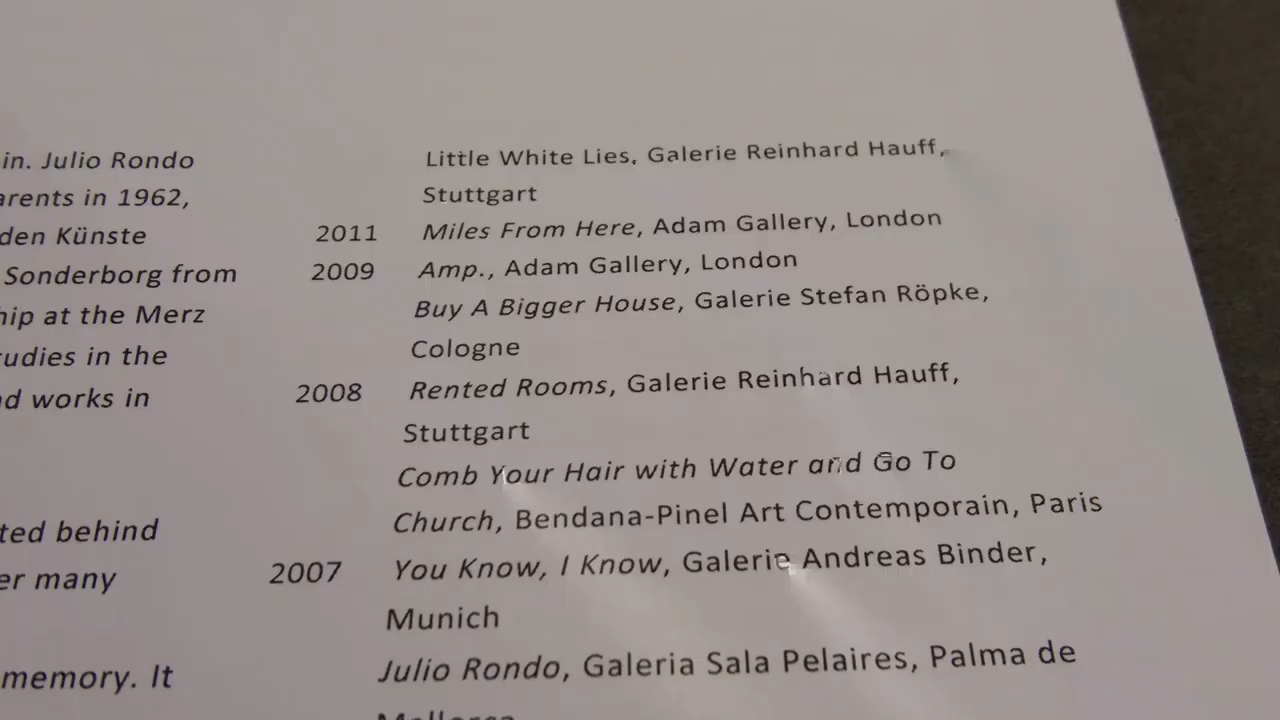 in. Julio Rondo
arents in 1962,
den Künste
Sonderborg from
hip at the Merz
tudies in the
nd works in
ted behind
er many
memory. It
Little White Lies, Galerie Reinhard Hauff,
Stuttgart
2011 Miles From Here, Adam Gallery, London
2009 Amp., Adam Gallery, London
Buy A Bigger House, Galerie Stefan Röpke,
Cologne
2008 Rented Rooms, Galerie Reinhard Hauff,
Stuttgart
Comb Your Hair with Water and Go To
Church, Bendana-Pinel Art Contemporain, Paris
2007 You Know, I Know, Galerie Andreas Binder,
Munich
Julio Rondo, Galeria Sala Pelaires, Palma de
Mallorca